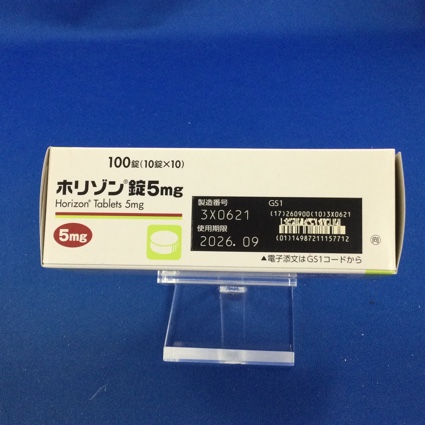 100錠(10錠×10)
ホリゾン®錠5mg
Horizon® Tablets 5mg
5mg
製造番号
3X0621
使用期限
2026.09
GS1
(17)260900(10)3X0621
(01)14987211157712
向
▲電子添文はGS1コードから